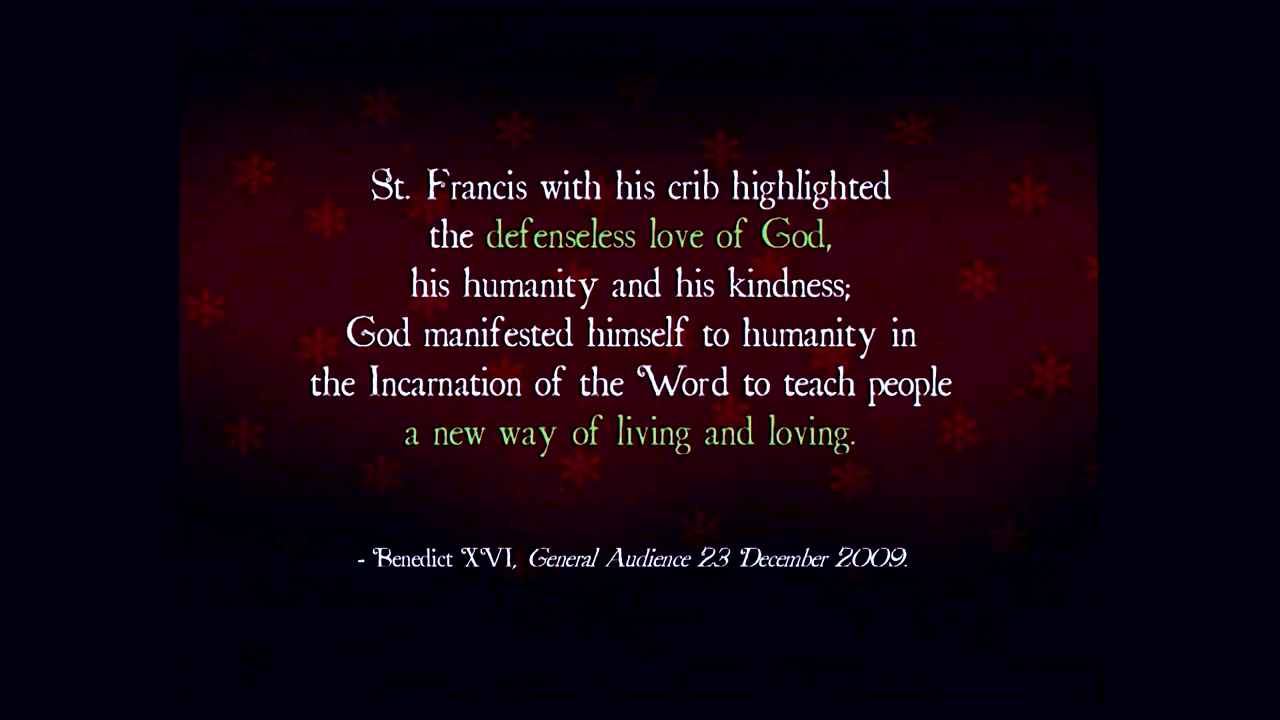 St. Francis with his crib highlighted
the defenseless love of God,
his humanity and his kindness;
God manifested himself to humanity in
the Incarnation of the Word to teach people
a new way of living and loving.
- Benedict XVI, General Audience 23 December 2009.